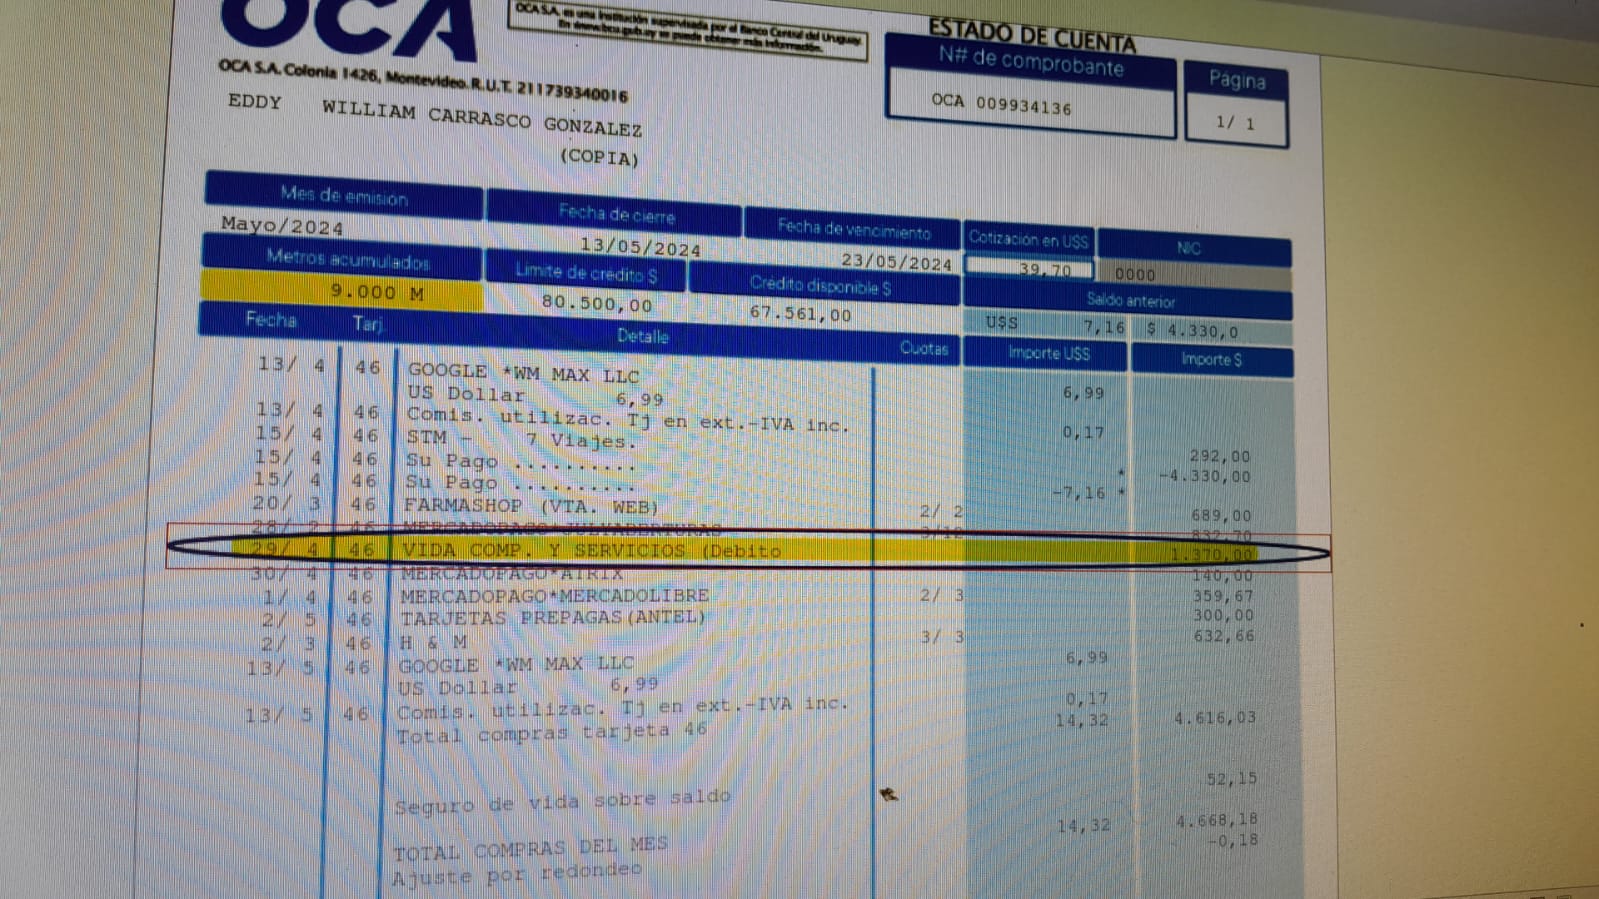 OCA
OCA S.A. es una institución supervisada por el Banco Central del Uruguay.
En www.bcu.gub.uy se puede obtener más información.
ESTADO DE CUENTA
N# de comprobante
Página
OCA 009934136
1/ 1
OCA S.A. Colonia 1426, Montevideo. R.U.T. 211739340016
EDDY WILLIAM CARRASCO GONZALEZ
(COPIA)
Mes de emisión Fecha de cierre Fecha de vencimiento Cotización en U$S NIC
Mayo/2024 13/05/2024 23/05/2024 39,70 0000
Metros acumulados Límite de crédito $ Crédito disponible $ Saldo anterior
9.000 M 80.500,00 67.561,00 U$S 7,16 $ 4.330,0
Fecha Tarj. Detalle Cuotas Importe U$S Importe $
13/ 4 46 GOOGLE *WM MAX LLC 6,99
US Dollar 6,99
13/ 4 46 Comis. utilizac. Tj en ext.-IVA inc. 0,17
15/ 4 46 STM - 7 Viajes. 292,00
15/ 4 46 Su Pago .......... * -4.330,00
15/ 4 46 Su Pago .......... -7,16 *
20/ 3 46 FARMASHOP (VTA. WEB) 2/ 2 689,00
28/ 2 46 3/12 832,70
29/ 4 46 VIDA COMP. Y SERVICIOS (Debito 1.370,00
30/ 4 46 MERCADOPAGO*AIRIX 140,00
1/ 4 46 MERCADOPAGO*MERCADOLIBRE 2/ 3 359,67
2/ 5 46 TARJETAS PREPAGAS(ANTEL) 300,00
2/ 3 46 H & M 3/ 3 632,66
13/ 5 46 GOOGLE *WM MAX LLC 6,99
US Dollar 6,99
13/ 5 46 Comis. utilizac. Tj en ext.-IVA inc. 0,17
Total compras tarjeta 46 14,32 4.616,03
Seguro de vida sobre saldo 52,15
TOTAL COMPRAS DEL MES 14,32 4.668,18
Ajuste por redondeo -0,18